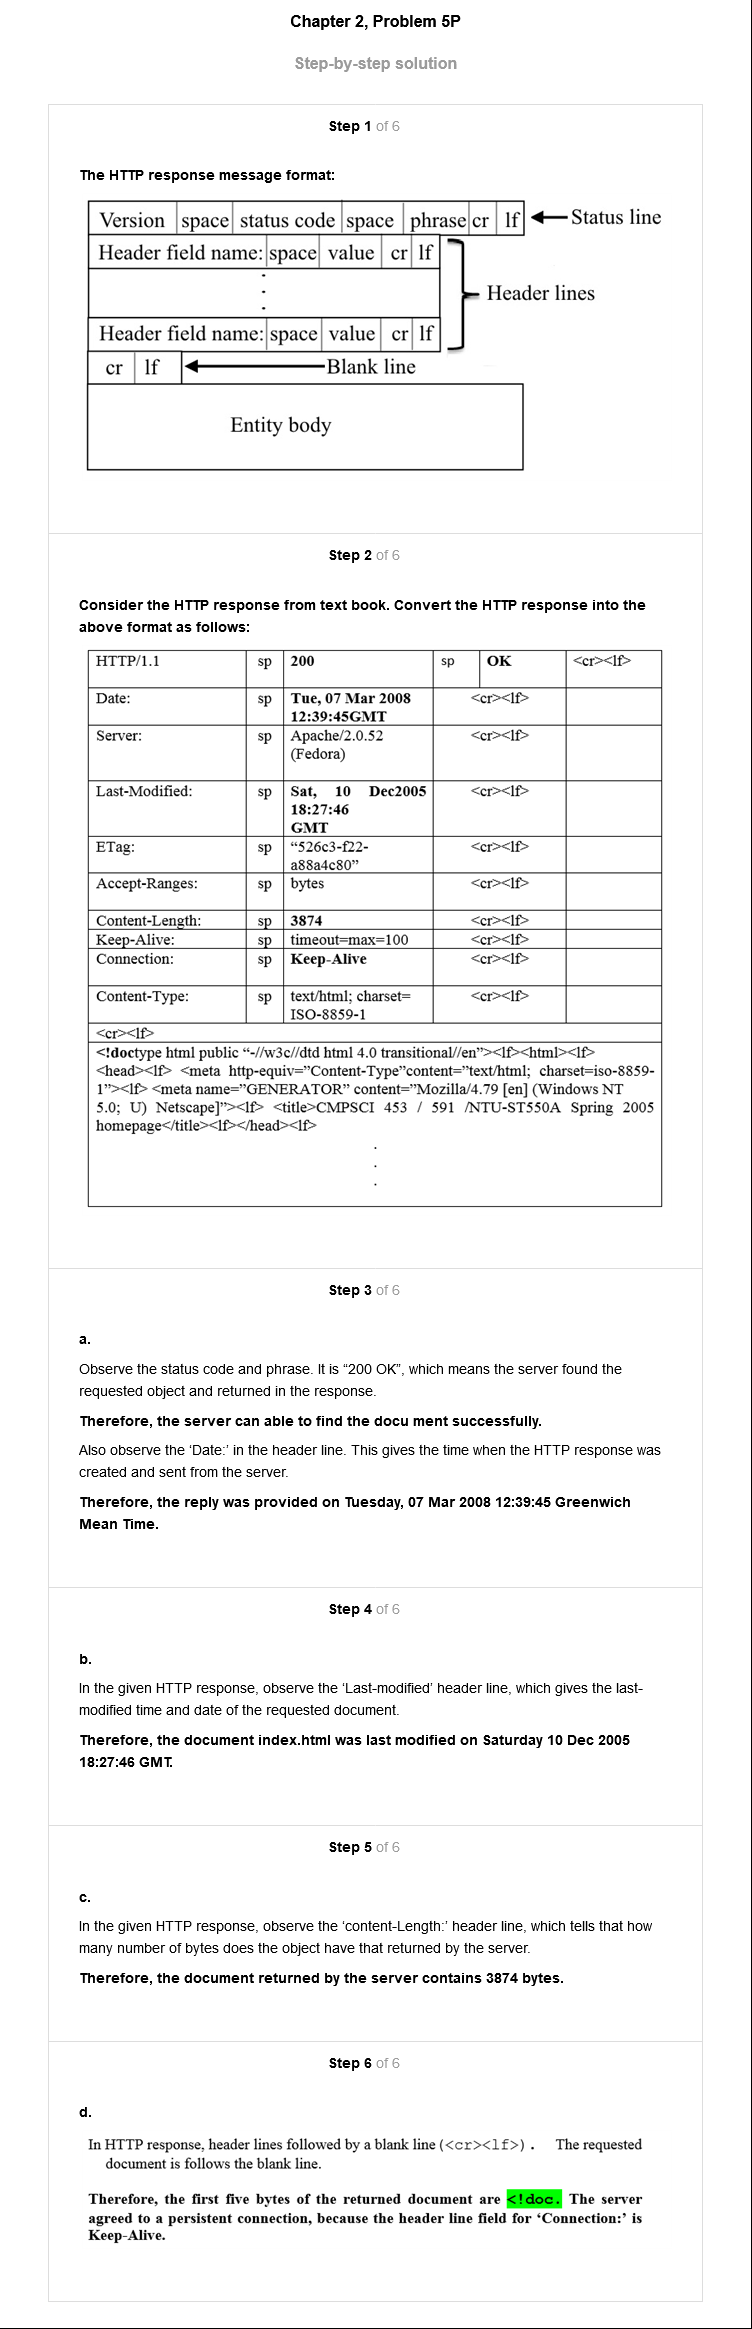 Chapter 2, Problem 5P
Step-by-step solution
Step 1 of 6
The HTTP response message format:
Version space status code space phrase cr lf Status line
Header field name: space value cr lf
.
.
.
Header lines
Header field name: space value cr lf
cr lf Blank line
Entity body
Step 2 of 6
Consider the HTTP response from text book. Convert the HTTP response into the
above format as follows:
HTTP/1.1 sp 200 sp OK <cr><lf>
Date: sp Tue, 07 Mar 2008 <cr><lf>
12:39:45GMT
Server: sp Apache/2.0.52 <cr><lf>
(Fedora)
Last-Modified: sp Sat, 10 Dec2005 <cr><lf>
18:27:46
GMT
ETag: sp “526c3-f22- <cr><lf>
a88a4c80”
Accept-Ranges: sp bytes <cr><lf>
Content-Length: sp 3874 <cr><lf>
Keep-Alive: sp timeout=max=100 <cr><lf>
Connection: sp Keep-Alive <cr><lf>
Content-Type: sp text/html; charset= <cr><lf>
ISO-8859-1
<cr><lf>
<!doctype html public “-//w3c//dtd html 4.0 transitional//en”><lf><html><lf>
<head><lf> <meta http-equiv=”Content-Type”content=”text/html; charset=iso-8859-
1”><lf> <meta name=”GENERATOR” content=”Mozilla/4.79 [en] (Windows NT
5.0; U) Netscape]”><lf> <title>CMPSCI 453 / 591 /NTU-ST550A Spring 2005
homepage</title><lf></head><lf>
.
.
.
Step 3 of 6
a.
Observe the status code and phrase. It is “200 OK”, which means the server found the
requested object and returned in the response.
Therefore, the server can able to find the docu ment successfully.
Also observe the ‘Date:’ in the header line. This gives the time when the HTTP response was
created and sent from the server.
Therefore, the reply was provided on Tuesday, 07 Mar 2008 12:39:45 Greenwich
Mean Time.
Step 4 of 6
b.
In the given HTTP response, observe the ‘Last-modified’ header line, which gives the last-
modified time and date of the requested document.
Therefore, the document index.html was last modified on Saturday 10 Dec 2005
18:27:46 GMT.
Step 5 of 6
c.
In the given HTTP response, observe the ‘content-Length:’ header line, which tells that how
many number of bytes does the object have that returned by the server.
Therefore, the document returned by the server contains 3874 bytes.
Step 6 of 6
d.
In HTTP response, header lines followed by a blank line (<cr><lf>). The requested
document is follows the blank line.
Therefore, the first five bytes of the returned document are <!doc. The server
agreed to a persistent connection, because the header line field for ‘Connection:’ is
Keep-Alive.